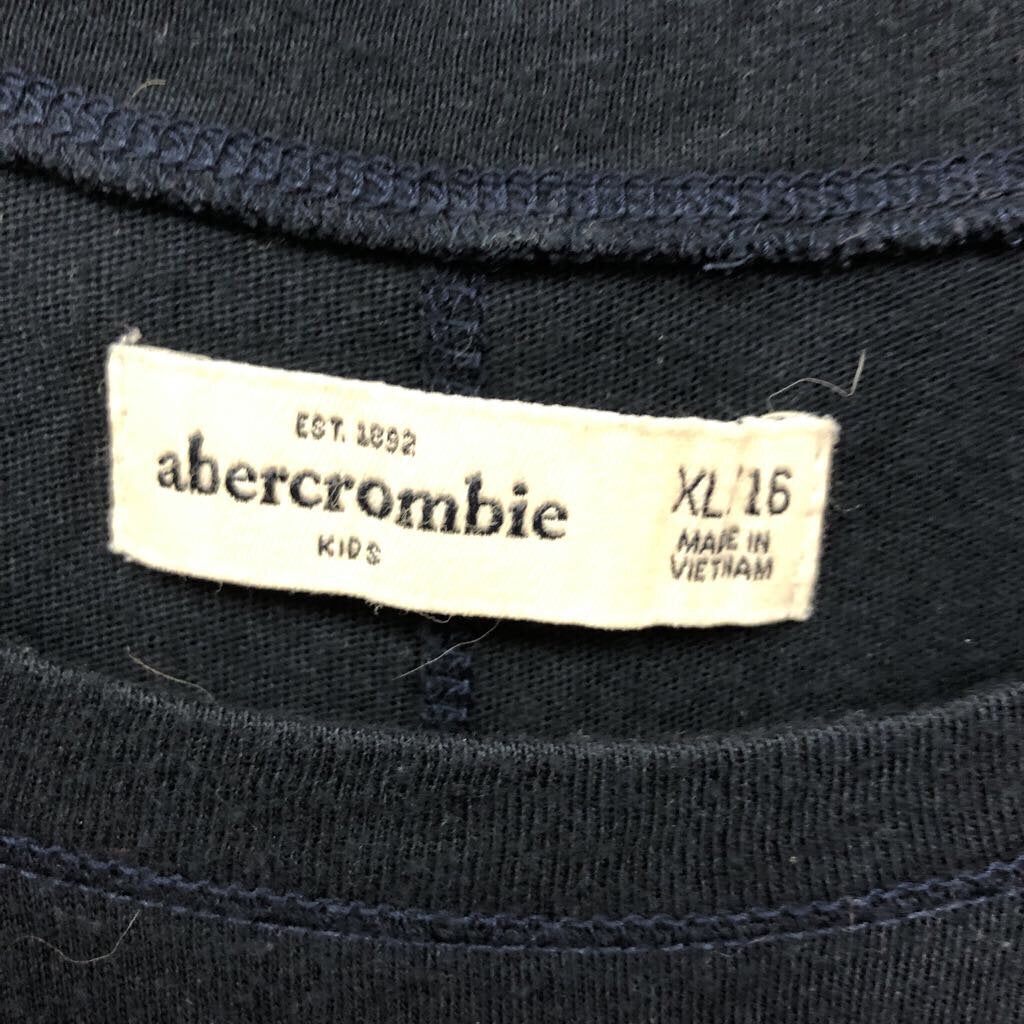 EST. 1892
abercrombie
KIDS
XL/16
MADE IN
VIETNAM